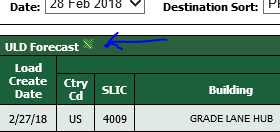 Date: 28 Feb 2018 Destination Sort:
ULD Forecast
Load Create Date Ctry Cd SLIC Building
2/27/18 US 4009 GRADE LANE HUB